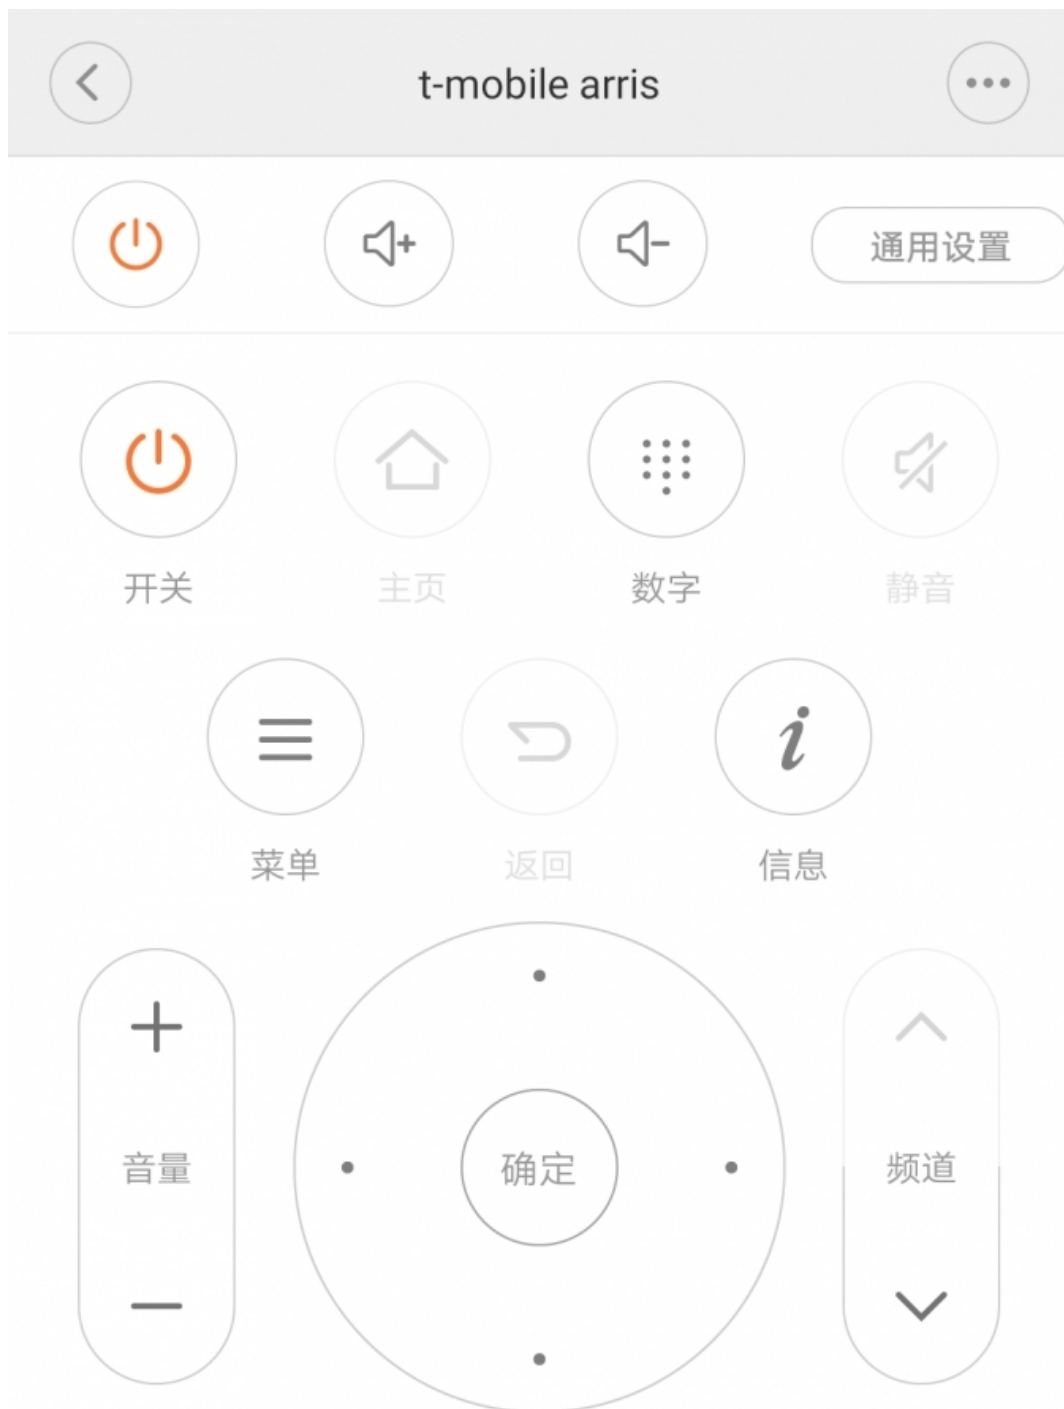 t-mobile arris
通用设置
开关
主页
数字
静音
菜单
返回
信息
音量
确定
频道